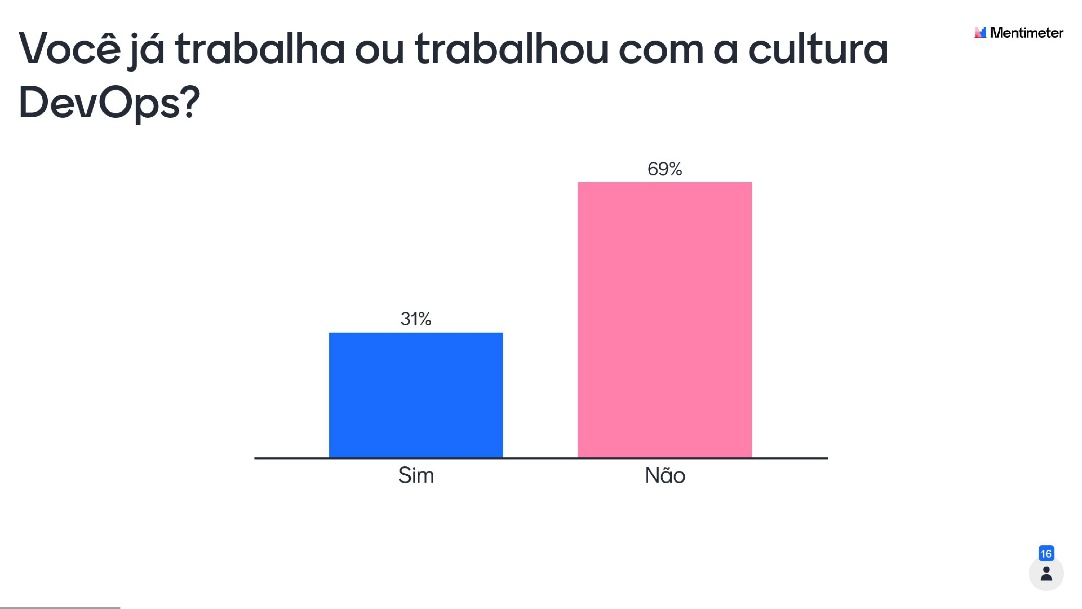 Você já trabalha ou trabalhou com a cultura
DevOps?
Mentimeter
69%
31%
Sim
Não
16